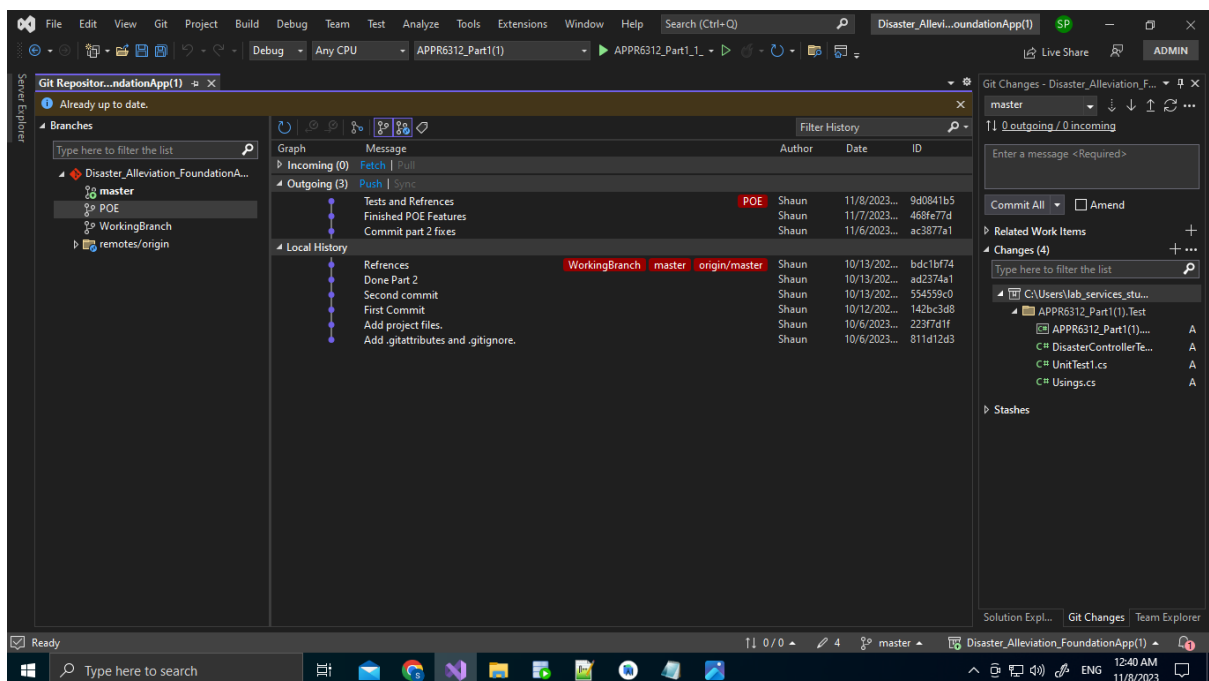 File Edit View Git Project Build Debug Team Test Analyze Tools Extensions Window Help Search (Ctrl+Q) Disaster_Allevi...oundationApp(1) SP
Debug Any CPU APPR6312_Part1(1) APPR6312_Part1_1_ Live Share ADMIN
Server Explorer
Git Repositor...ndationApp(1)
Already up to date.
Branches
Type here to filter the list
Disaster_Alleviation_FoundationA...
master
POE
WorkingBranch
remotes/origin
Filter History
Graph Message Author Date ID
Incoming (0) Fetch | Pull
Outgoing (3) Push | Sync
Tests and Refrences POE Shaun 11/8/2023... 9d0841b5
Finished POE Features Shaun 11/7/2023... 468fe77d
Commit part 2 fixes Shaun 11/6/2023... ac3877a1
Local History
Refrences WorkingBranch master origin/master Shaun 10/13/202... bdc1bf74
Done Part 2 Shaun 10/13/202... ad2374a1
Second commit Shaun 10/13/202... 554559c0
First Commit Shaun 10/12/202... 142bc3d8
Add project files. Shaun 10/6/2023... 223f7d1f
Add .gitattributes and .gitignore. Shaun 10/6/2023... 811d12d3
Git Changes - Disaster_Alleviation_F...
master
0 outgoing / 0 incoming
Enter a message <Required>
Commit All Amend
Related Work Items
Changes (4)
Type here to filter the list
C:\Users\lab_services_stu...
APPR6312_Part1(1).Test
C# APPR6312_Part1(1).... A
C# DisasterControllerTe... A
C# UnitTest1.cs A
C# Usings.cs A
Stashes
Solution Expl... Git Changes Team Explorer
Ready 0 / 0 4 master Disaster_Alleviation_FoundationApp(1) 1
Type here to search ENG 12:40 AM
11/8/2023